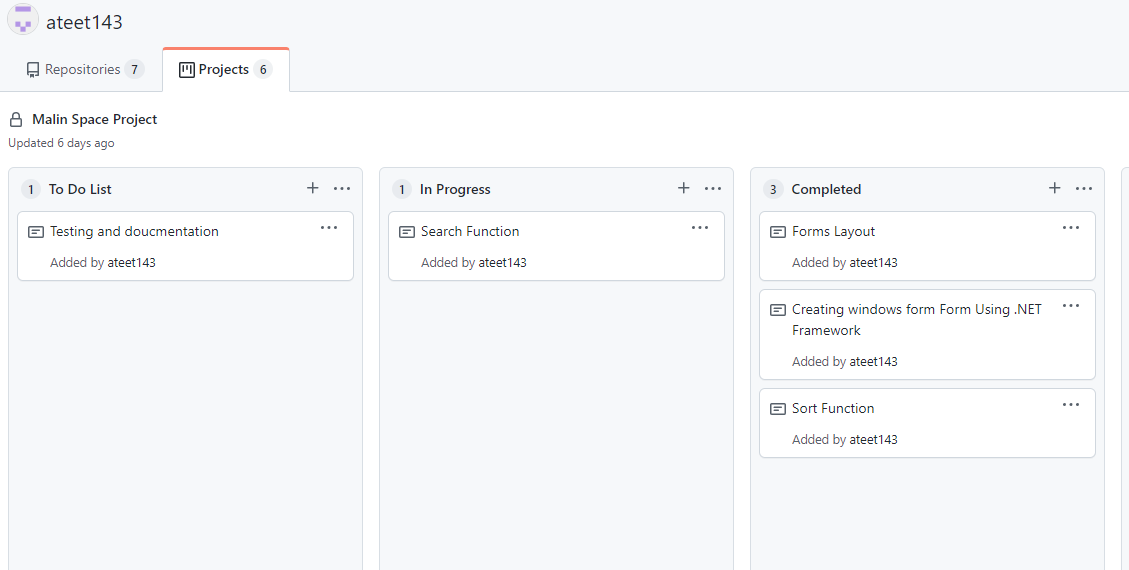 ateet143
Repositories 7
Projects 6
Malin Space Project
Updated 6 days ago
1 To Do List
Testing and doucmentation
Added by ateet143
1 In Progress
Search Function
Added by ateet143
3 Completed
Forms Layout
Added by ateet143
Creating windows form Form Using .NET
Framework
Added by ateet143
Sort Function
Added by ateet143